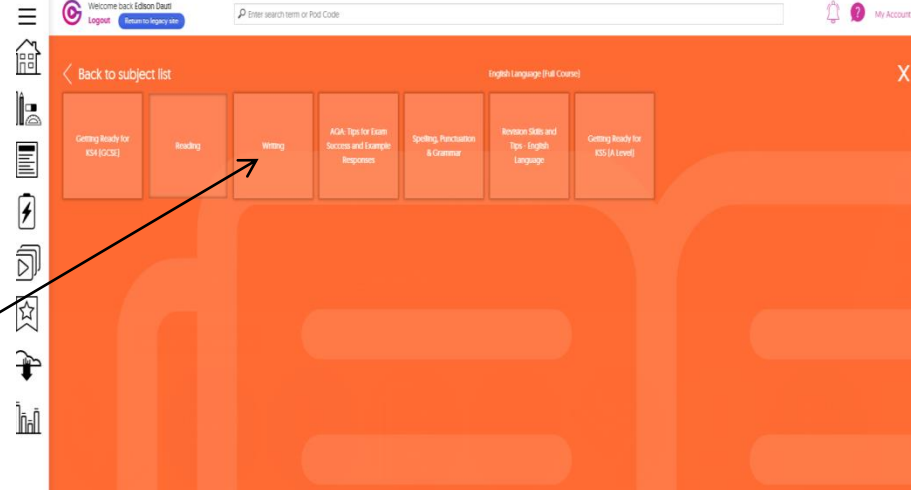 Welcome back Edison Dauti
Logout Return to legacy site
Enter search term or Pod Code
? My Account
Back to subject list
English Language (Full Course)
X
Getting Ready for
KS4 (GCSE)
Reading
Writing
AQA: Tips for Exam
Success and Example
Responses
Spelling, Punctuation
& Grammar
Revision Skills and
Tips - English
Language
Getting Ready for
KS5 (A Level)